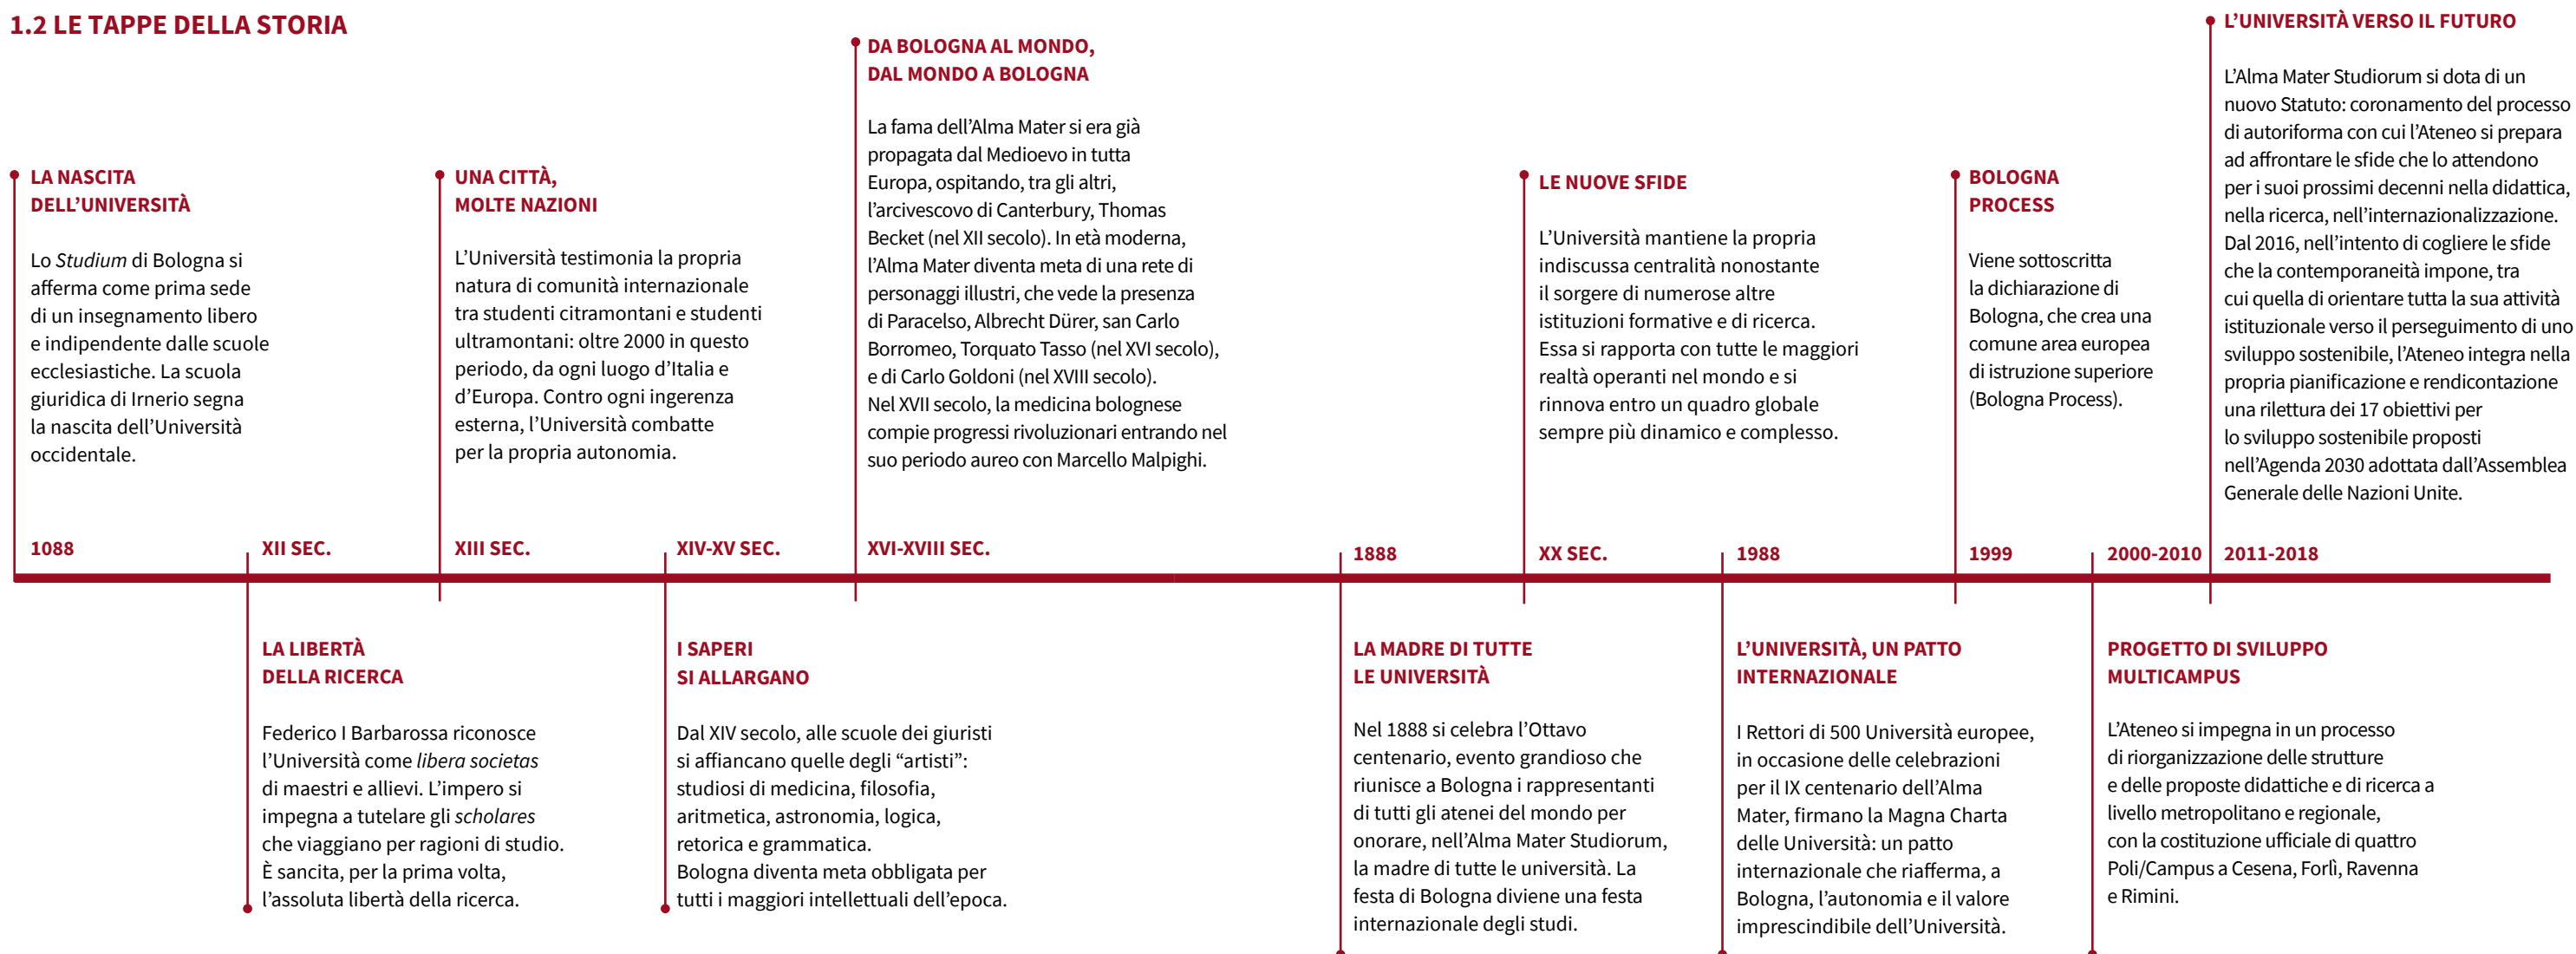 1.2 LE TAPPE DELLA STORIA
LA NASCITA
DELL’UNIVERSITÀ
Lo Studium di Bologna si
afferma come prima sede
di un insegnamento libero
e indipendente dalle scuole
ecclesiastiche. La scuola
giuridica di Irnerio segna
la nascita dell’Università
occidentale.
1088
XII SEC.
LA LIBERTÀ
DELLA RICERCA
Federico I Barbarossa riconosce
l’Università come libera societas
di maestri e allievi. L’impero si
impegna a tutelare gli scholares
che viaggiano per ragioni di studio.
È sancita, per la prima volta,
l’assoluta libertà della ricerca.
UNA CITTÀ,
MOLTE NAZIONI
L’Università testimonia la propria
natura di comunità internazionale
tra studenti citramontani e studenti
ultramontani: oltre 2000 in questo
periodo, da ogni luogo d’Italia e
d’Europa. Contro ogni ingerenza
esterna, l’Università combatte
per la propria autonomia.
XIII SEC.
XIV-XV SEC.
I SAPERI
SI ALLARGANO
Dal XIV secolo, alle scuole dei giuristi
si affiancano quelle degli “artisti”:
studiosi di medicina, filosofia,
aritmetica, astronomia, logica,
retorica e grammatica.
Bologna diventa meta obbligata per
tutti i maggiori intellettuali dell’epoca.
DA BOLOGNA AL MONDO,
DAL MONDO A BOLOGNA
La fama dell’Alma Mater si era già
propagata dal Medioevo in tutta
Europa, ospitando, tra gli altri,
l’arcivescovo di Canterbury, Thomas
Becket (nel XII secolo). In età moderna,
l’Alma Mater diventa meta di una rete di
personaggi illustri, che vede la presenza
di Paracelso, Albrecht Dürer, san Carlo
Borromeo, Torquato Tasso (nel XVI secolo),
e di Carlo Goldoni (nel XVIII secolo).
Nel XVII secolo, la medicina bolognese
compie progressi rivoluzionari entrando nel
suo periodo aureo con Marcello Malpighi.
XVI-XVIII SEC.
1888
LA MADRE DI TUTTE
LE UNIVERSITÀ
Nel 1888 si celebra l’Ottavo
centenario, evento grandioso che
riunisce a Bologna i rappresentanti
di tutti gli atenei del mondo per
onorare, nell’Alma Mater Studiorum,
la madre di tutte le università. La
festa di Bologna diviene una festa
internazionale degli studi.
LE NUOVE SFIDE
L’Università mantiene la propria
indiscussa centralità nonostante
il sorgere di numerose altre
istituzioni formative e di ricerca.
Essa si rapporta con tutte le maggiori
realtà operanti nel mondo e si
rinnova entro un quadro globale
sempre più dinamico e complesso.
XX SEC.
1988
L’UNIVERSITÀ, UN PATTO
INTERNAZIONALE
I Rettori di 500 Università europee,
in occasione delle celebrazioni
per il IX centenario dell’Alma
Mater, firmano la Magna Charta
delle Università: un patto
internazionale che riafferma, a
Bologna, l’autonomia e il valore
imprescindibile dell’Università.
BOLOGNA
PROCESS
Viene sottoscritta
la dichiarazione di
Bologna, che crea una
comune area europea
di istruzione superiore
(Bologna Process).
1999
2000-2010
PROGETTO DI SVILUPPO
MULTICAMPUS
L’Ateneo si impegna in un processo
di riorganizzazione delle strutture
e delle proposte didattiche e di ricerca a
livello metropolitano e regionale,
con la costituzione ufficiale di quattro
Poli/Campus a Cesena, Forlì, Ravenna
e Rimini.
L’UNIVERSITÀ VERSO IL FUTURO
L’Alma Mater Studiorum si dota di un
nuovo Statuto: coronamento del processo
di autoriforma con cui l’Ateneo si prepara
ad affrontare le sfide che lo attendono
per i suoi prossimi decenni nella didattica,
nella ricerca, nell’internazionalizzazione.
Dal 2016, nell’intento di cogliere le sfide
che la contemporaneità impone, tra
cui quella di orientare tutta la sua attività
istituzionale verso il perseguimento di uno
sviluppo sostenibile, l’Ateneo integra nella
propria pianificazione e rendicontazione
una rilettura dei 17 obiettivi per
lo sviluppo sostenibile proposti
nell’Agenda 2030 adottata dall’Assemblea
Generale delle Nazioni Unite.
2011-2018